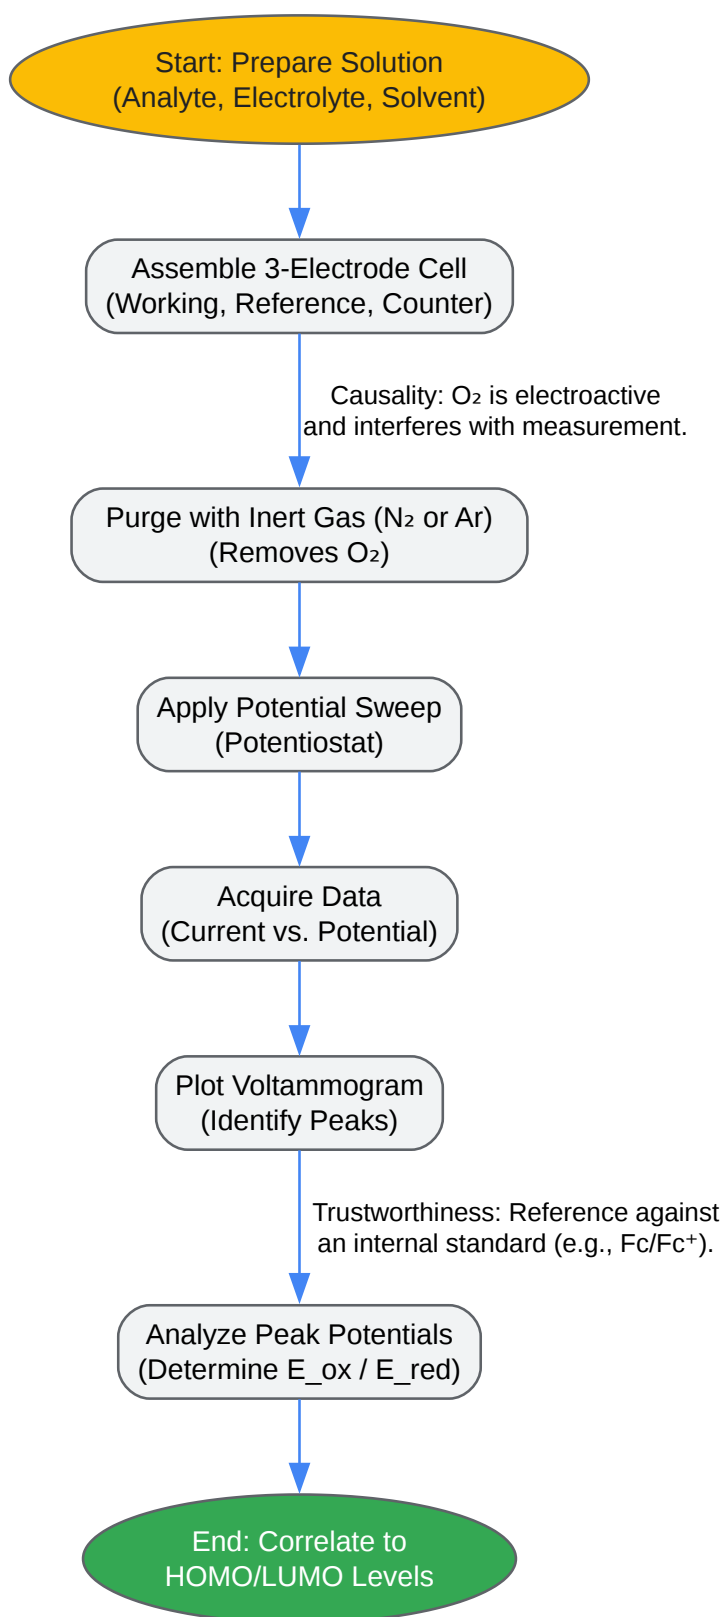 Start: Prepare Solution
(Analyte, Electrolyte, Solvent)
Assemble 3-Electrode Cell
(Working, Reference, Counter)
Causality: O₂ is electroactive
and interferes with measurement.
Purge with Inert Gas (N₂ or Ar)
(Removes O₂)
Apply Potential Sweep
(Potentiostat)
Acquire Data
(Current vs. Potential)
Plot Voltammogram
(Identify Peaks)
Trustworthiness: Reference against
an internal standard (e.g., Fc/Fc⁺).
Analyze Peak Potentials
(Determine E_ox / E_red)
End: Correlate to
HOMO/LUMO Levels